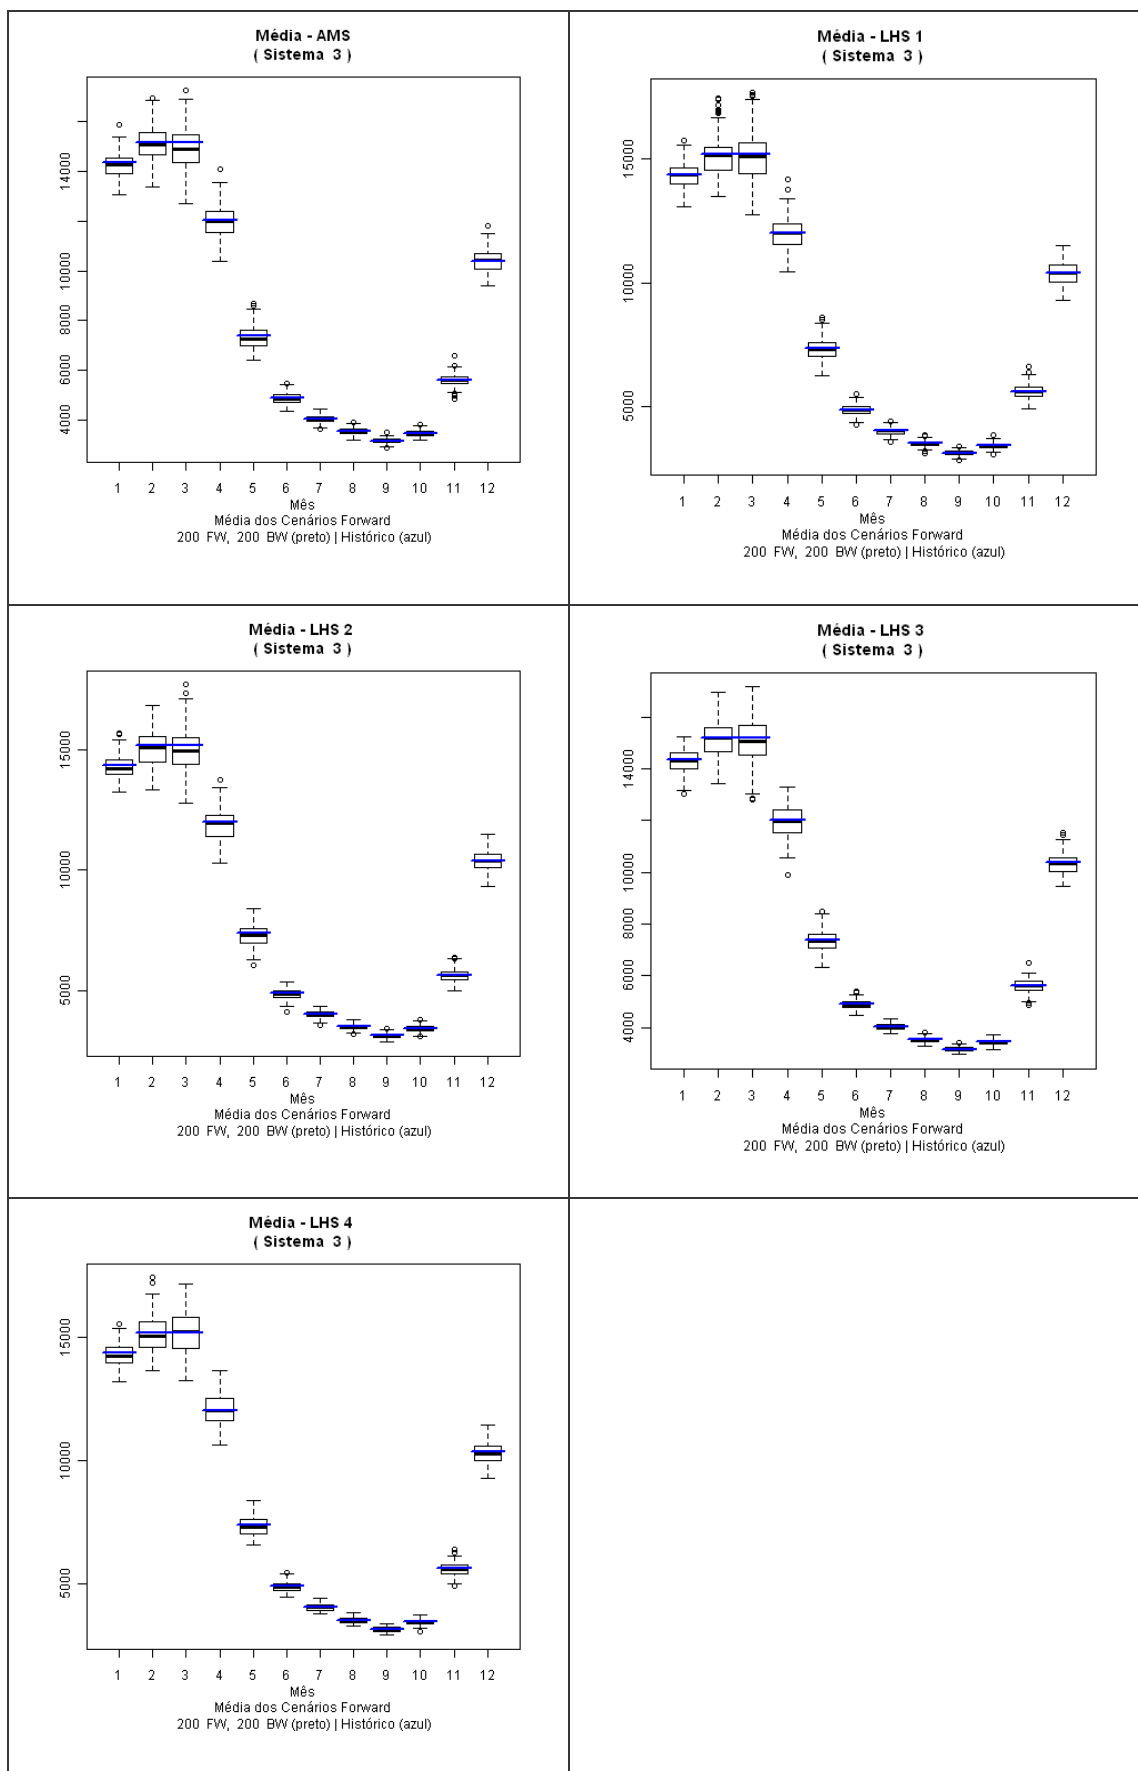 Média - AMS
( Sistema 3 )
14000
10000
8000
6000
4000
1 2 3 4 5 6 7 8 9 10 11 12
Mês
Média dos Cenários Forward
200 FW, 200 BW (preto) | Histórico (azul)
Média - LHS 1
( Sistema 3 )
15000
10000
5000
1 2 3 4 5 6 7 8 9 10 11 12
Mês
Média dos Cenários Forward
200 FW, 200 BW (preto) | Histórico (azul)
Média - LHS 2
( Sistema 3 )
15000
10000
5000
1 2 3 4 5 6 7 8 9 10 11 12
Mês
Média dos Cenários Forward
200 FW, 200 BW (preto) | Histórico (azul)
Média - LHS 3
( Sistema 3 )
14000
10000
8000
6000
4000
1 2 3 4 5 6 7 8 9 10 11 12
Mês
Média dos Cenários Forward
200 FW, 200 BW (preto) | Histórico (azul)
Média - LHS 4
( Sistema 3 )
15000
10000
5000
1 2 3 4 5 6 7 8 9 10 11 12
Mês
Média dos Cenários Forward
200 FW, 200 BW (preto) | Histórico (azul)